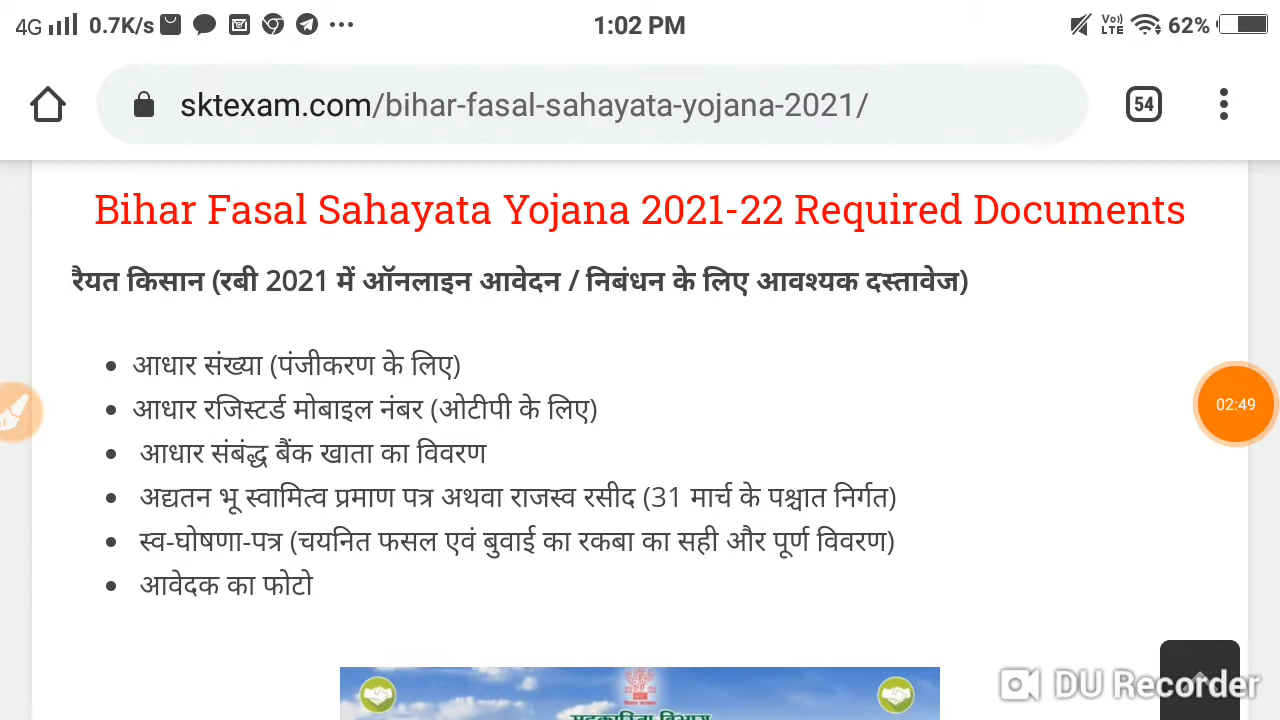 4G 0.7K/s 1:02 PM Vo)) LTE 62%
sktexam.com/bihar-fasal-sahayata-yojana-2021/ 54
Bihar Fasal Sahayata Yojana 2021-22 Required Documents
रैयत किसान (रबी 2021 में ऑनलाइन आवेदन / निबंधन के लिए आवश्यक दस्तावेज)
आधार संख्या (पंजीकरण के लिए)
आधार रजिस्टर्ड मोबाइल नंबर (ओटीपी के लिए)
02:49
आधार संबंद्ध बैंक खाता का विवरण
अद्यतन भू स्वामित्व प्रमाण पत्र अथवा राजस्व रसीद (31 मार्च के पश्चात निर्गत)
स्व-घोषणा-पत्र (चयनित फसल एवं बुवाई का रकबा का सही और पूर्ण विवरण)
आवेदक का फोटो
DU Recorder